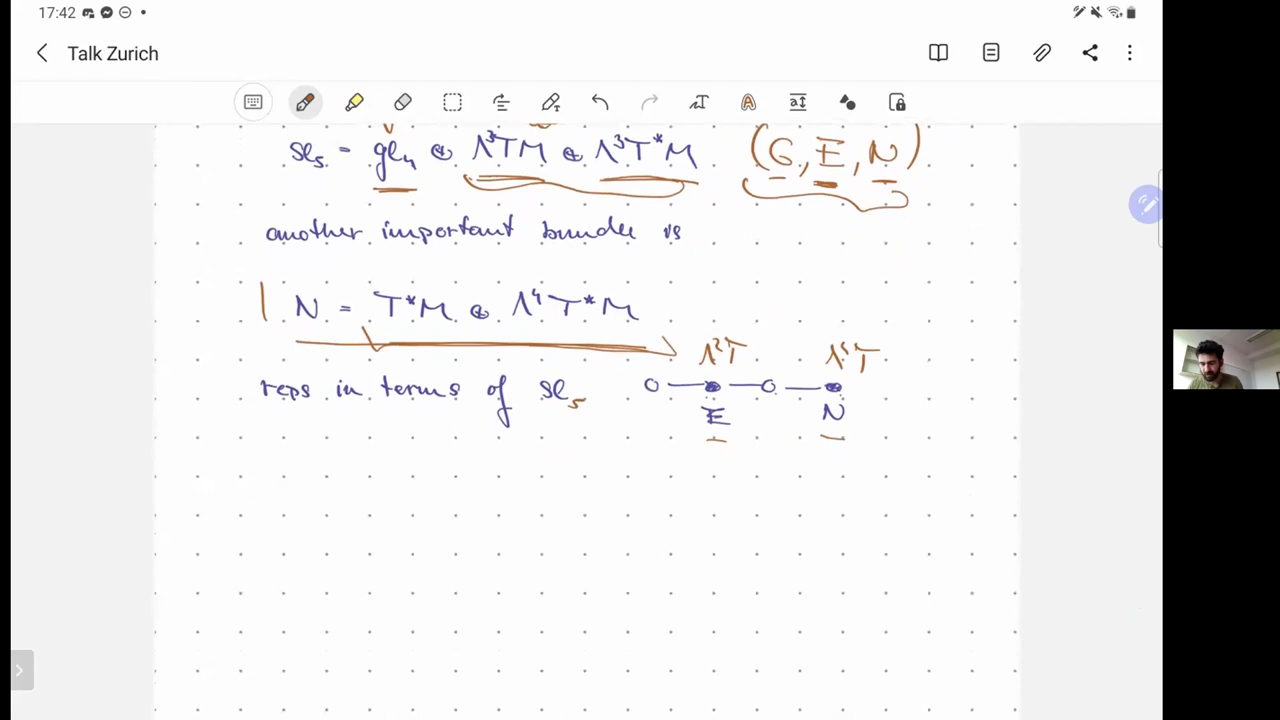 17:42
Talk Zurich
sl₅ = gl₄ ⊕ Λ³TM ⊕ Λ³T*M (G, E, N)
another important bundle is
N = T*M ⊕ Λ⁴T*M
Λ²T Λ⁴T
reps in terms of sl₅
E N